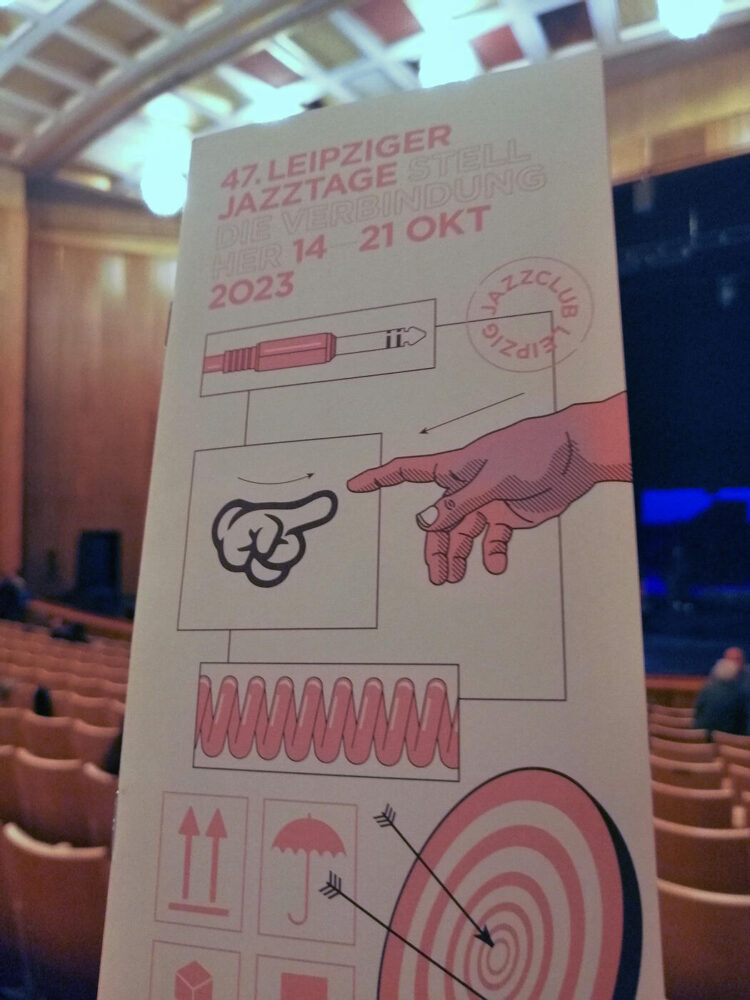 47. LEIPZIGER
JAZZTAGE STELL
DIE VERBINDUNG
HER 14 21 OKT
2023
JAZZCLUB LEIPZIG